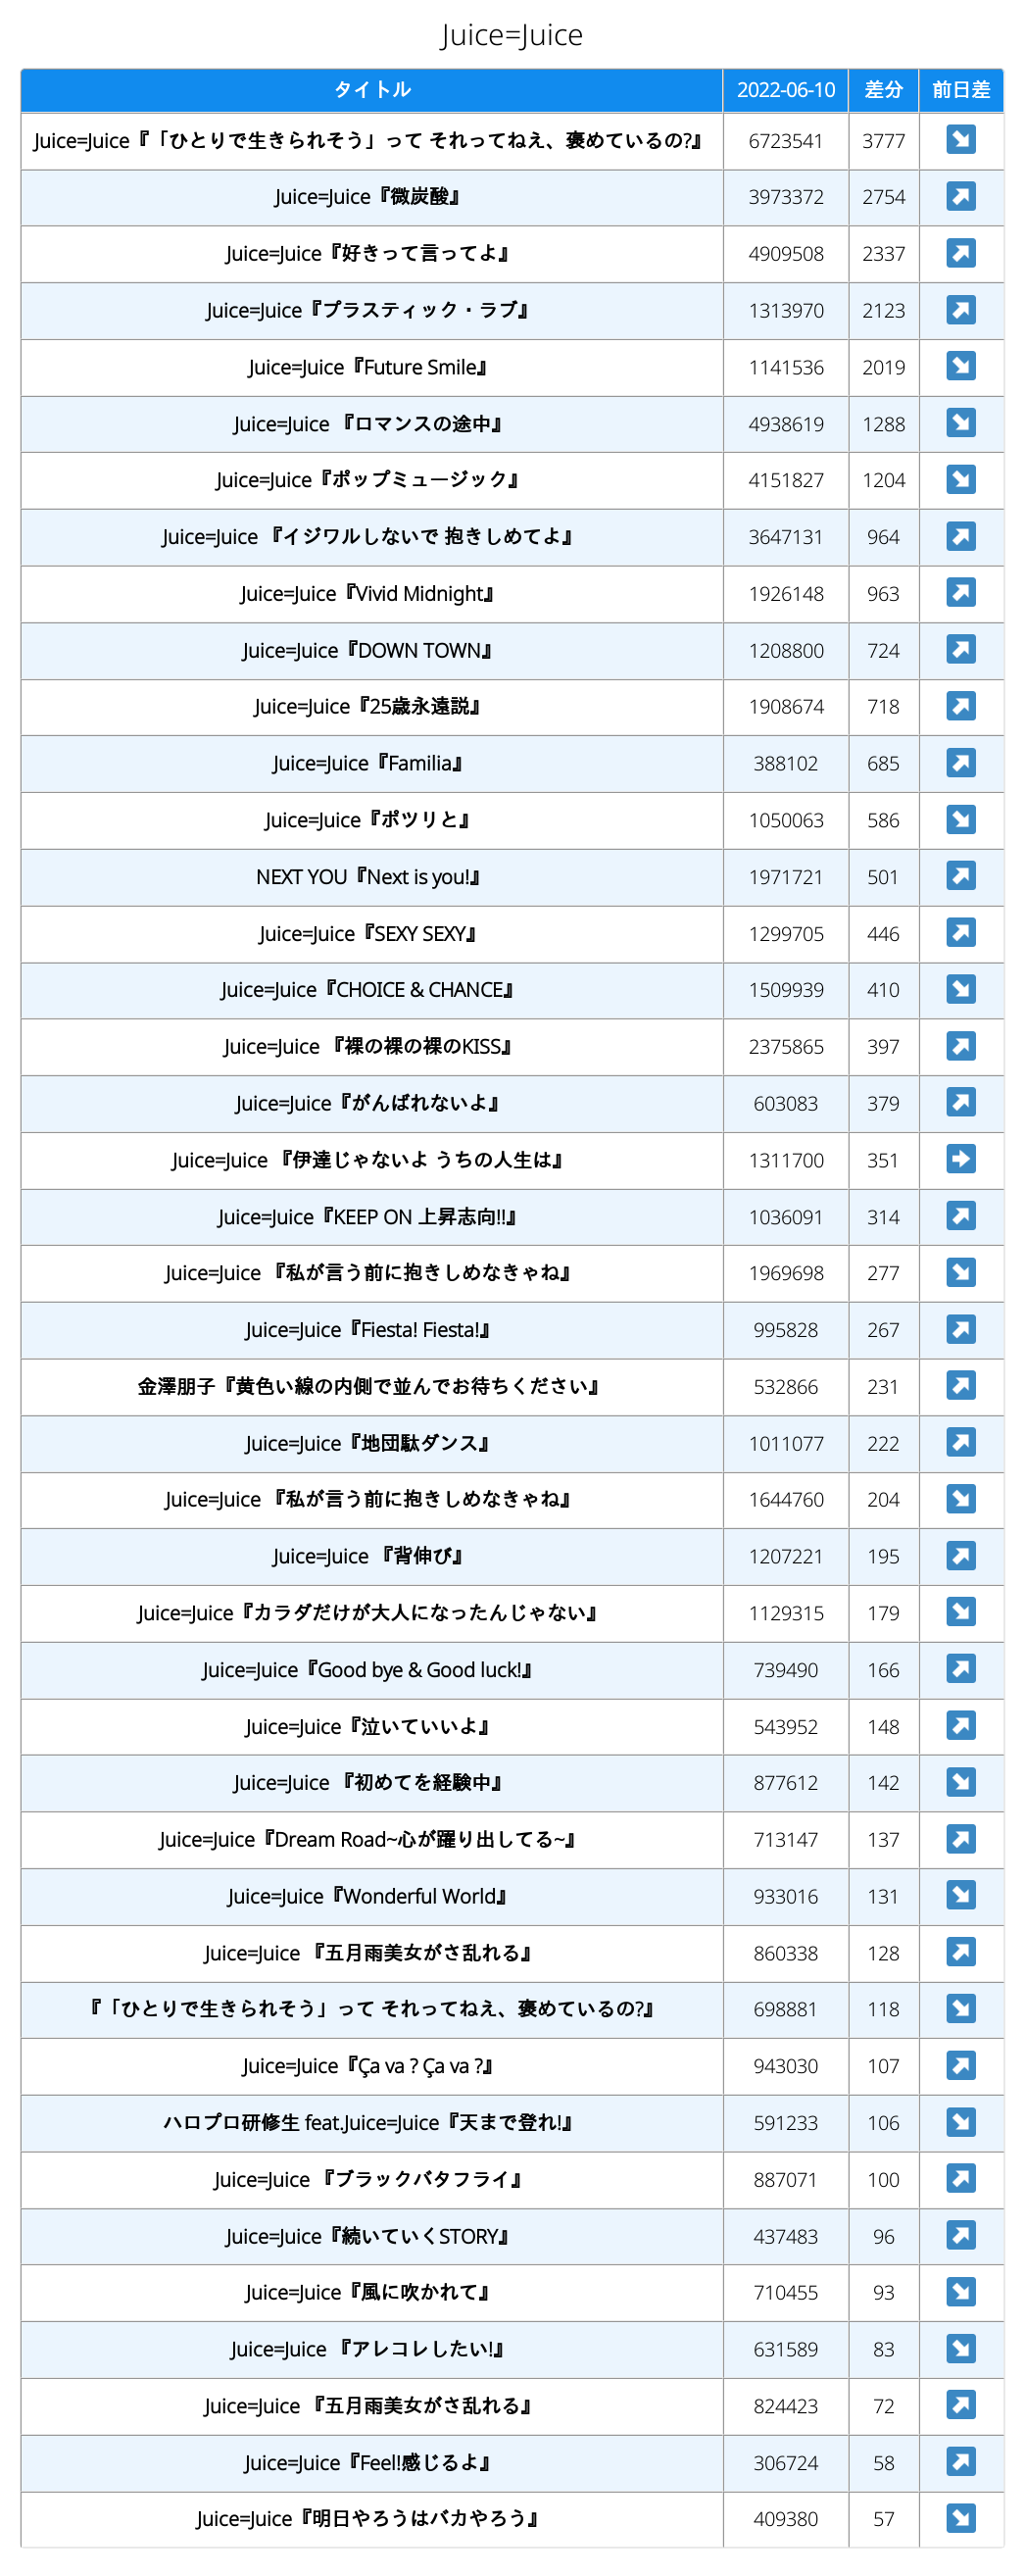 Juice=Juice
タイトル 2022-06-10 差分 前日差
Juice=Juice『「ひとりで生きられそう」って それってねえ、褒めているの?』 6723541 3777 ↘
Juice=Juice『微炭酸』 3973372 2754 ↗
Juice=Juice『好きって言ってよ』 4909508 2337 ↗
Juice=Juice『プラスティック・ラブ』 1313970 2123 ↗
Juice=Juice『Future Smile』 1141536 2019 ↘
Juice=Juice 『ロマンスの途中』 4938619 1288 ↘
Juice=Juice『ポップミュージック』 4151827 1204 ↘
Juice=Juice 『イジワルしないで 抱きしめてよ』 3647131 964 ↗
Juice=Juice『Vivid Midnight』 1926148 963 ↗
Juice=Juice『DOWN TOWN』 1208800 724 ↗
Juice=Juice『25歳永遠説』 1908674 718 ↗
Juice=Juice『Familia』 388102 685 ↗
Juice=Juice『ポツリと』 1050063 586 ↘
NEXT YOU『Next is you!』 1971721 501 ↗
Juice=Juice『SEXY SEXY』 1299705 446 ↗
Juice=Juice『CHOICE & CHANCE』 1509939 410 ↘
Juice=Juice 『裸の裸の裸のKISS』 2375865 397 ↗
Juice=Juice『がんばれないよ』 603083 379 ↗
Juice=Juice 『伊達じゃないよ うちの人生は』 1311700 351 ➡
Juice=Juice『KEEP ON 上昇志向!!』 1036091 314 ↗
Juice=Juice 『私が言う前に抱きしめなきゃね』 1969698 277 ↘
Juice=Juice『Fiesta! Fiesta!』 995828 267 ↗
金澤朋子『黄色い線の内側で並んでお待ちください』 532866 231 ↗
Juice=Juice『地団駄ダンス』 1011077 222 ↗
Juice=Juice 『私が言う前に抱きしめなきゃね』 1644760 204 ↘
Juice=Juice 『背伸び』 1207221 195 ↗
Juice=Juice『カラダだけが大人になったんじゃない』 1129315 179 ↘
Juice=Juice『Good bye & Good luck!』 739490 166 ↗
Juice=Juice『泣いていいよ』 543952 148 ↗
Juice=Juice 『初めてを経験中』 877612 142 ↘
Juice=Juice『Dream Road~心が躍り出してる~』 713147 137 ↗
Juice=Juice『Wonderful World』 933016 131 ↘
Juice=Juice 『五月雨美女がさ乱れる』 860338 128 ↗
『「ひとりで生きられそう」って それってねえ、褒めているの?』 698881 118 ↘
Juice=Juice『Ça va ? Ça va ?』 943030 107 ↗
ハロプロ研修生 feat.Juice=Juice『天まで登れ!』 591233 106 ↘
Juice=Juice 『ブラックバタフライ』 887071 100 ↗
Juice=Juice『続いていくSTORY』 437483 96 ↗
Juice=Juice『風に吹かれて』 710455 93 ↘
Juice=Juice 『アレコレしたい!』 631589 83 ↘
Juice=Juice 『五月雨美女がさ乱れる』 824423 72 ↗
Juice=Juice『Feel!感じるよ』 306724 58 ↗
Juice=Juice『明日やろうはバカやろう』 409380 57 ↘